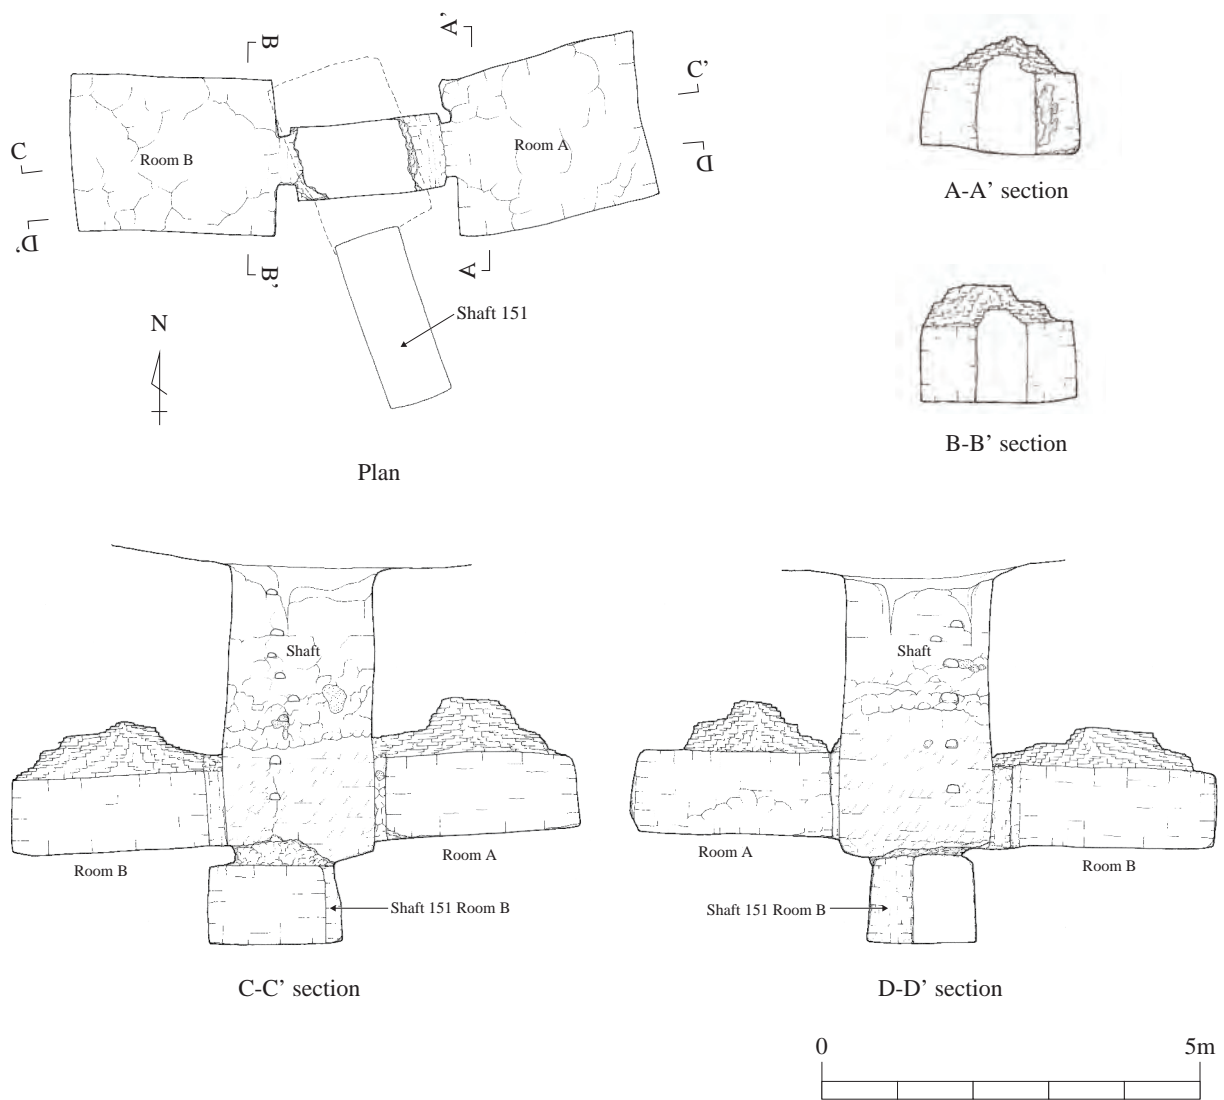 A'
B
C'
C
Room B
Room A
D
D'
B'
A
Shaft 151
N
Plan
A-A’ section
B-B’ section
Shaft
Room B
Room A
Shaft 151 Room B
C-C’ section
Shaft
Room A
Room B
Shaft 151 Room B
D-D’ section
0 5m